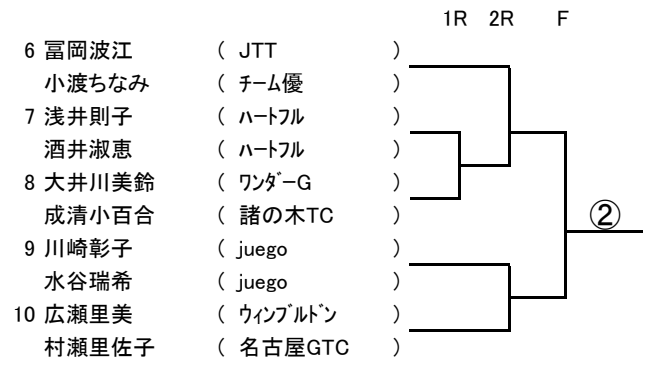 1R 2R F
6 冨岡波江 ( JTT )
小渡ちなみ ( ﾁｰﾑ優 )
7 浅井則子 ( ﾊｰﾄﾌﾙ )
酒井淑恵 ( ﾊｰﾄﾌﾙ )
8 大井川美鈴 ( ﾜﾝﾀﾞｰG )
成清小百合 ( 諸の木TC )
②
9 川崎彰子 ( juego )
水谷瑞希 ( juego )
10 広瀬里美 ( ｳｨﾝﾌﾞﾙﾄﾞﾝ )
村瀬里佐子 ( 名古屋GTC )